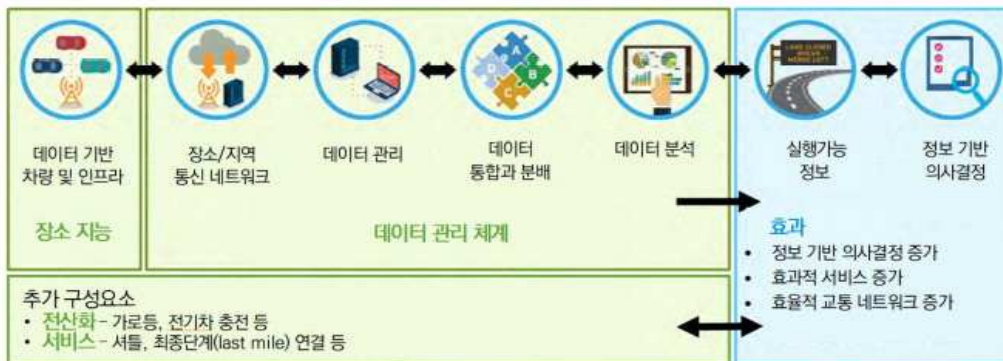 LANE CLOSED
AHEAD
MERGE LEFT
A
B
C
D
데이터 기반
차량 및 인프라
장소/지역
통신 네트워크
데이터 관리
데이터
통합과 분배
데이터 분석
실행가능
정보
정보 기반
의사결정
장소 지능
데이터 관리 체계
효과
• 정보 기반 의사결정 증가
• 효과적 서비스 증가
• 효율적 교통 네트워크 증가
추가 구성요소
• 전산화 – 가로등, 전기차 충전 등
• 서비스 – 셔틀, 최종단계(last mile) 연결 등